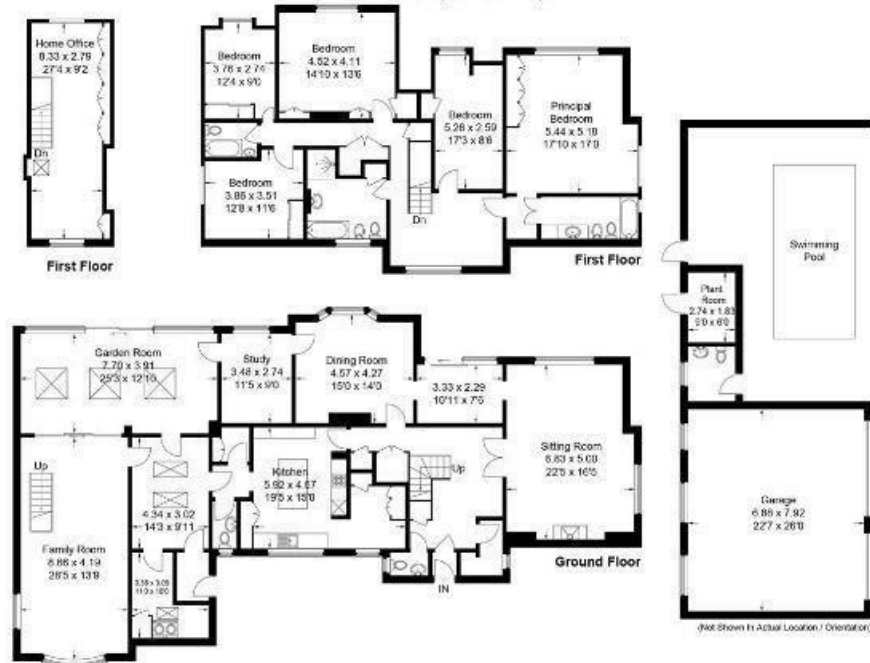 Home Office
8.33 x 2.79
27'4 x 9'2
Dn
First Floor
Bedroom
3.76 x 2.74
12'4 x 9'0
Bedroom
4.52 x 4.11
14'10 x 13'6
Bedroom
5.26 x 2.59
17'3 x 8'6
Principal
Bedroom
5.44 x 5.18
17'10 x 17'0
Bedroom
3.86 x 3.51
12'8 x 11'6
Dn
First Floor
Swimming
Pool
Plant
Room
2.74 x 1.83
9'0 x 6'0
Garden Room
7.70 x 3.91
25'3 x 12'10
Study
3.48 x 2.74
11'5 x 9'0
Dining Room
4.57 x 4.27
15'0 x 14'0
3.33 x 2.29
10'11 x 7'6
Sitting Room
6.83 x 5.00
22'5 x 16'5
Up
Kitchen
5.92 x 4.57
19'5 x 15'0
Up
4.34 x 3.02
14'3 x 9'11
Family Room
8.66 x 4.19
28'5 x 13'9
IN
Ground Floor
Garage
6.88 x 7.92
22'7 x 26'0
(Not Shown In Actual Location / Orientation)